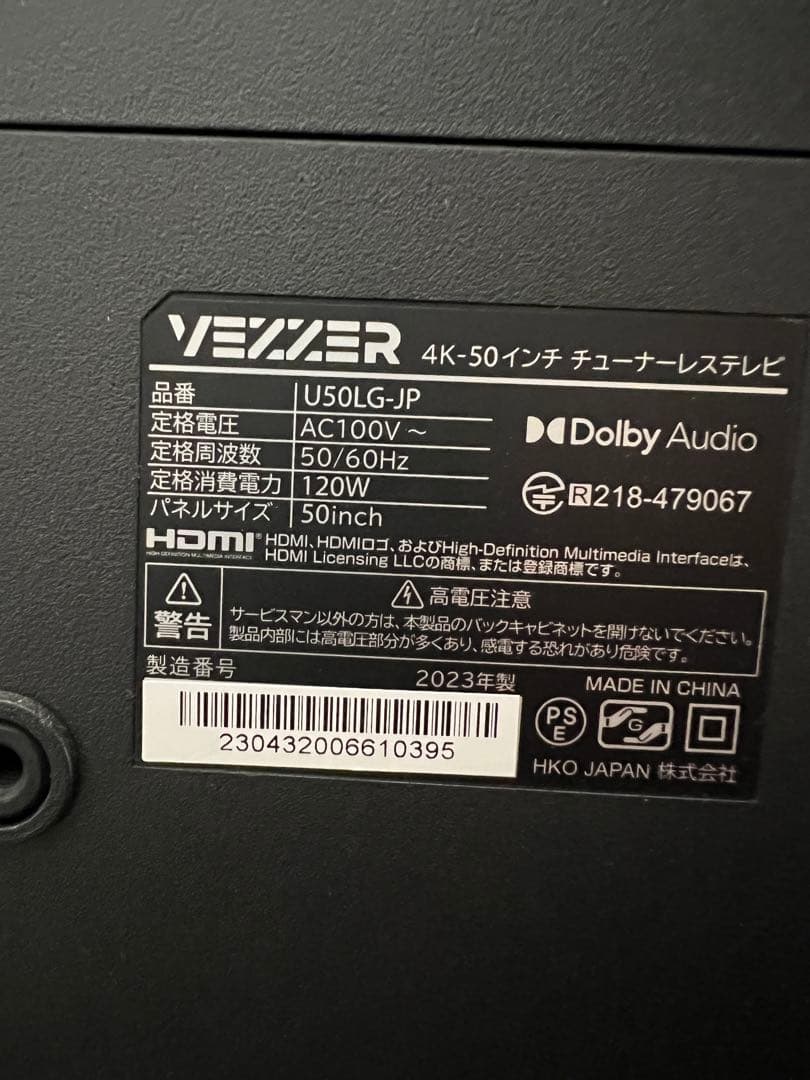 VEZZER 4K-50インチ チューナーレステレビ
品番 U50LG-JP
定格電圧 AC100V～
定格周波数 50/60Hz
定格消費電力 120W
パネルサイズ 50inch
Dolby Audio
R 218-479067
HDMI® HDMI、HDMIロゴ、およびHigh-Definition Multimedia Interfaceは、
HIGH-DEFINITION MULTIMEDIA INTERFACE HDMI Licensing LLCの商標、または登録商標です。
警告
高電圧注意
サービスマン以外の方は、本製品のバックキャビネットを開けないでください。
製品内部には高電圧部分が多くあり、感電する恐れがあり危険です。
製造番号
2023年製
MADE IN CHINA
230432006610395
PS
E
G
HKO JAPAN 株式会社